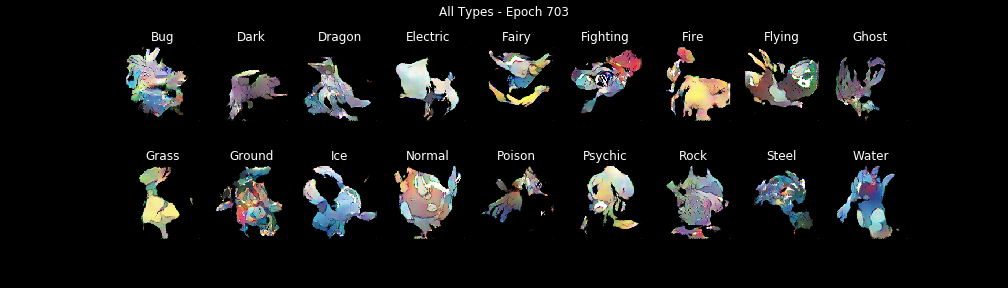 All Types - Epoch 703
Bug Dark Dragon Electric Fairy Fighting Fire Flying Ghost
Grass Ground Ice Normal Poison Psychic Rock Steel Water